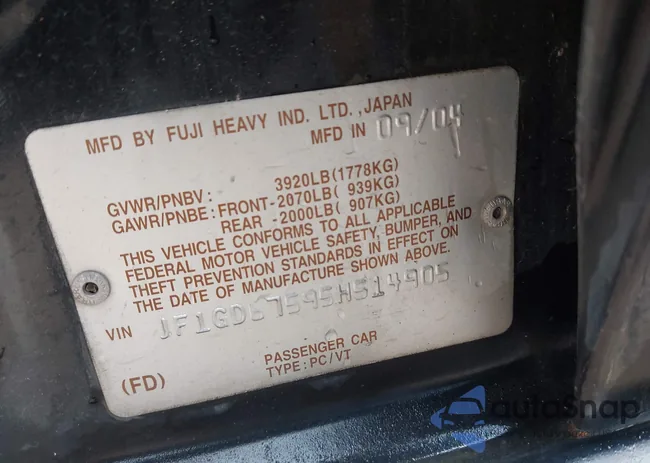 MFD BY FUJI HEAVY IND. LTD., JAPAN
MFD IN 09/04
GVWR/PNBV: 3920LB(1778KG)
GAWR/PNBE: FRONT-2070LB( 939KG)
REAR -2000LB( 907KG)
THIS VEHICLE CONFORMS TO ALL APPLICABLE
FEDERAL MOTOR VEHICLE SAFETY, BUMPER, AND
THEFT PREVENTION STANDARDS IN EFFECT ON
THE DATE OF MANUFACTURE SHOWN ABOVE.
VIN JF1GD67595H514905
PASSENGER CAR
(FD) TYPE:PC/VT
autoSnap